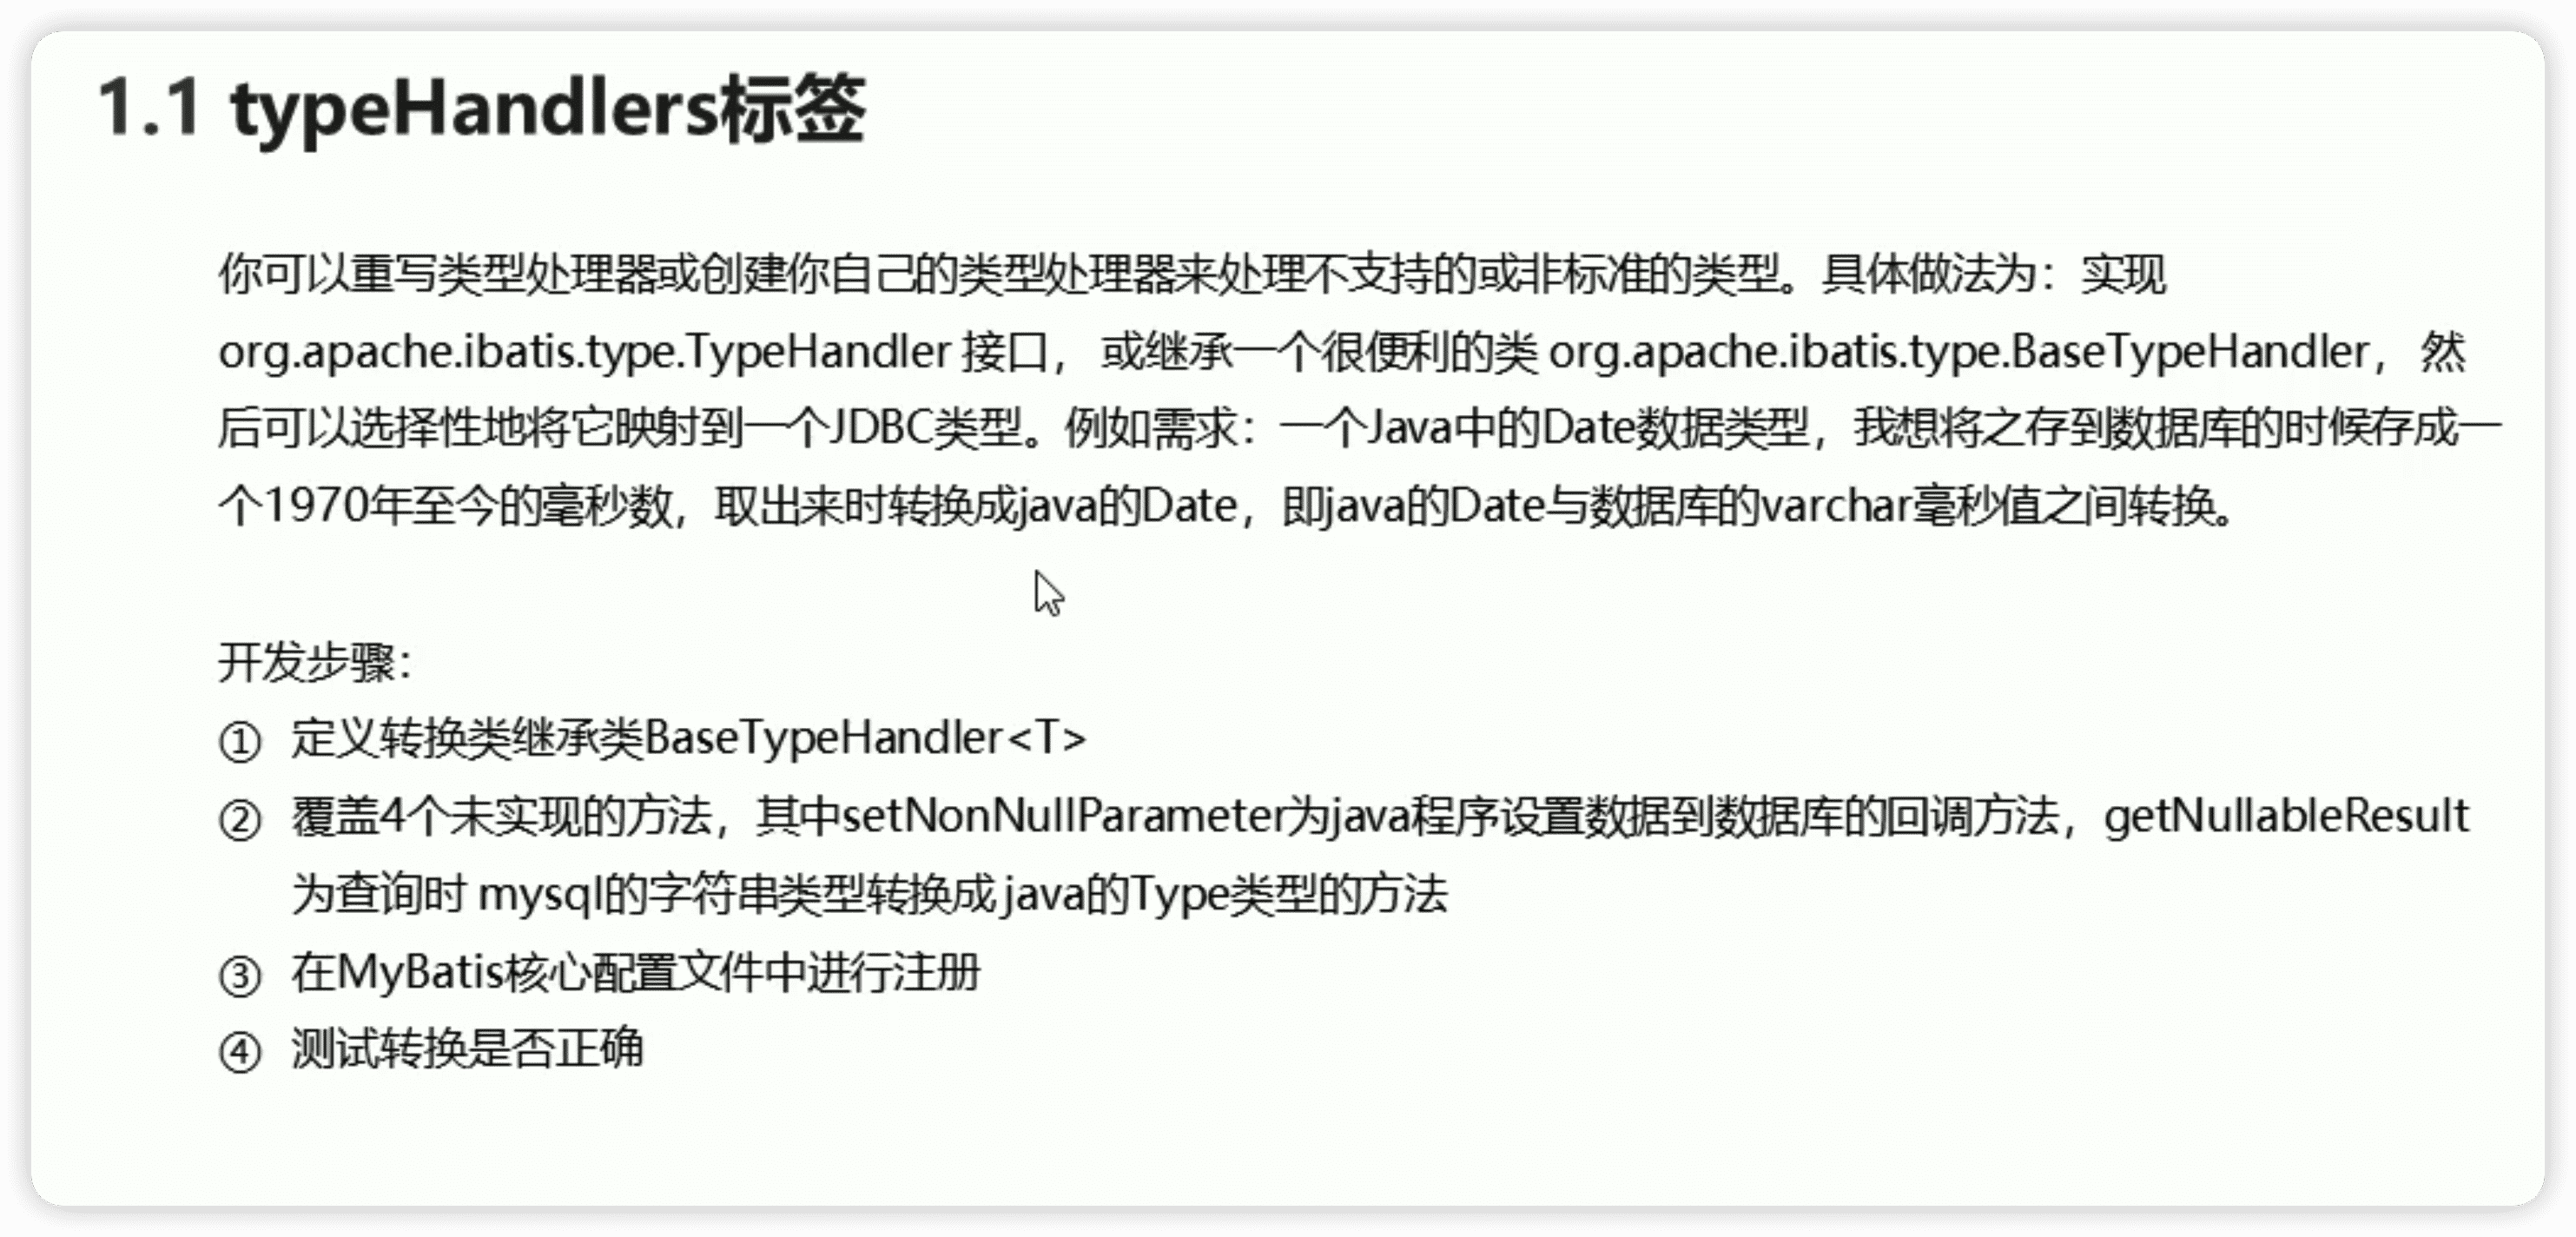 1.1 typeHandlers标签
你可以重写类型处理器或创建你自己的类型处理器来处理不支持的或非标准的类型。具体做法为：实现
org.apache.ibatis.type.TypeHandler 接口， 或继承一个很便利的类 org.apache.ibatis.type.BaseTypeHandler， 然
后可以选择性地将它映射到一个JDBC类型。例如需求：一个Java中的Date数据类型，我想将之存到数据库的时候存成一
个1970年至今的毫秒数，取出来时转换成java的Date，即java的Date与数据库的varchar毫秒值之间转换。
开发步骤：
① 定义转换类继承类BaseTypeHandler<T>
② 覆盖4个未实现的方法，其中setNonNullParameter为java程序设置数据到数据库的回调方法，getNullableResult
为查询时 mysql的字符串类型转换成 java的Type类型的方法
③ 在MyBatis核心配置文件中进行注册
④ 测试转换是否正确